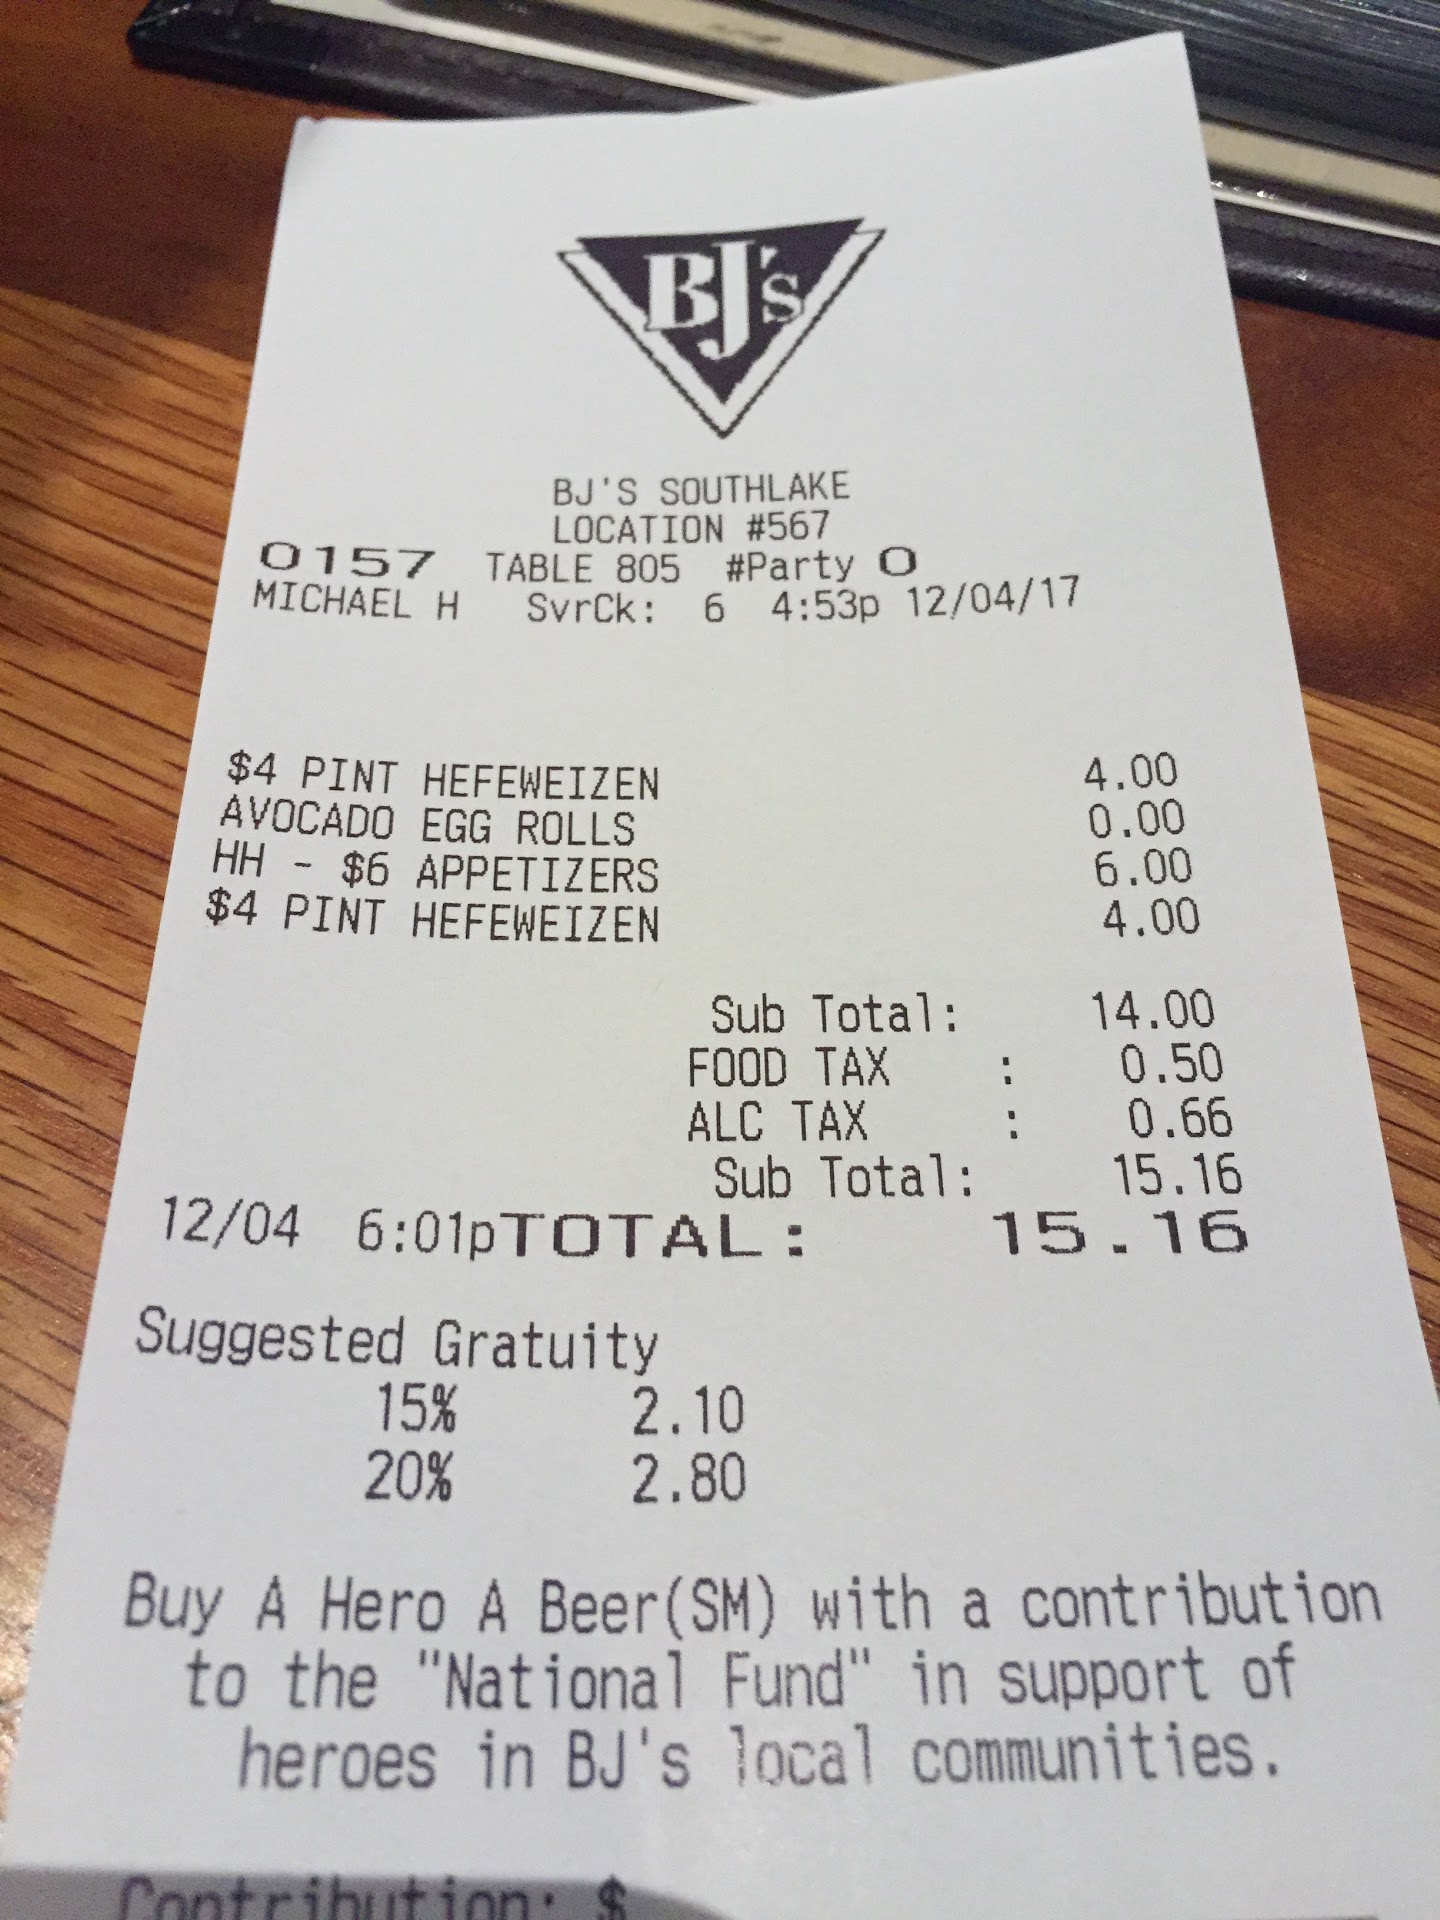 BJ's
BJ'S SOUTHLAKE
LOCATION #567
0157 TABLE 805 #Party 0
MICHAEL H SvrCk: 6 4:53p 12/04/17
$4 PINT HEFEWEIZEN 4.00
AVOCADO EGG ROLLS 0.00
HH - $6 APPETIZERS 6.00
$4 PINT HEFEWEIZEN 4.00
Sub Total: 14.00
FOOD TAX : 0.50
ALC TAX : 0.66
Sub Total: 15.16
12/04 6:01pTOTAL: 15.16
Suggested Gratuity
15% 2.10
20% 2.80
Buy A Hero A Beer(SM) with a contribution
to the "National Fund" in support of
heroes in BJ's local communities.
Contribution: $